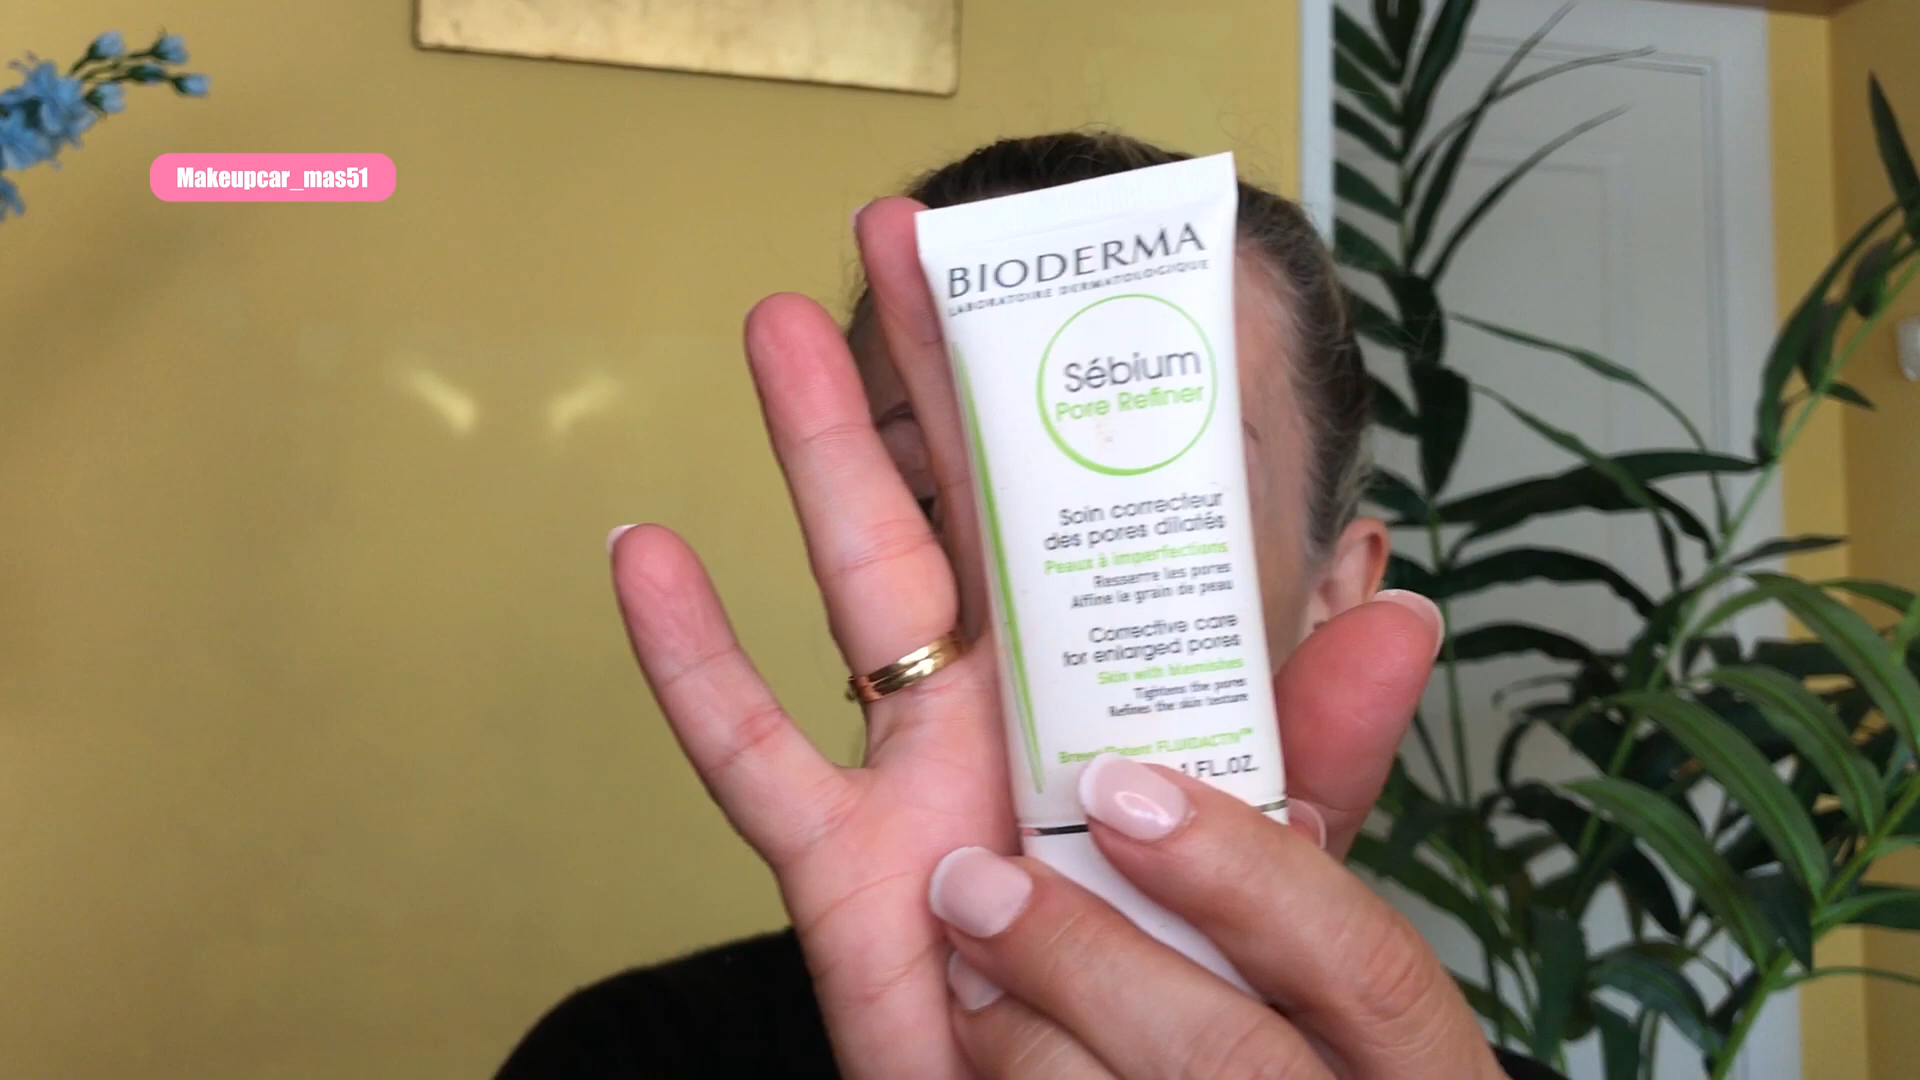 Makeupcar_mas51
BIODERMA
LABORATOIRE DERMATOLOGIQUE
Sébium
Pore Refiner
Soin correcteur
des pores dilatés
Peaux à imperfections
Resserre les pores
Affine le grain de peau
Corrective care
for enlarged pores
Skin with blemishes
Tightens the pores
Refines the skin texture
FLUIDACTIV™
1 FL.OZ.